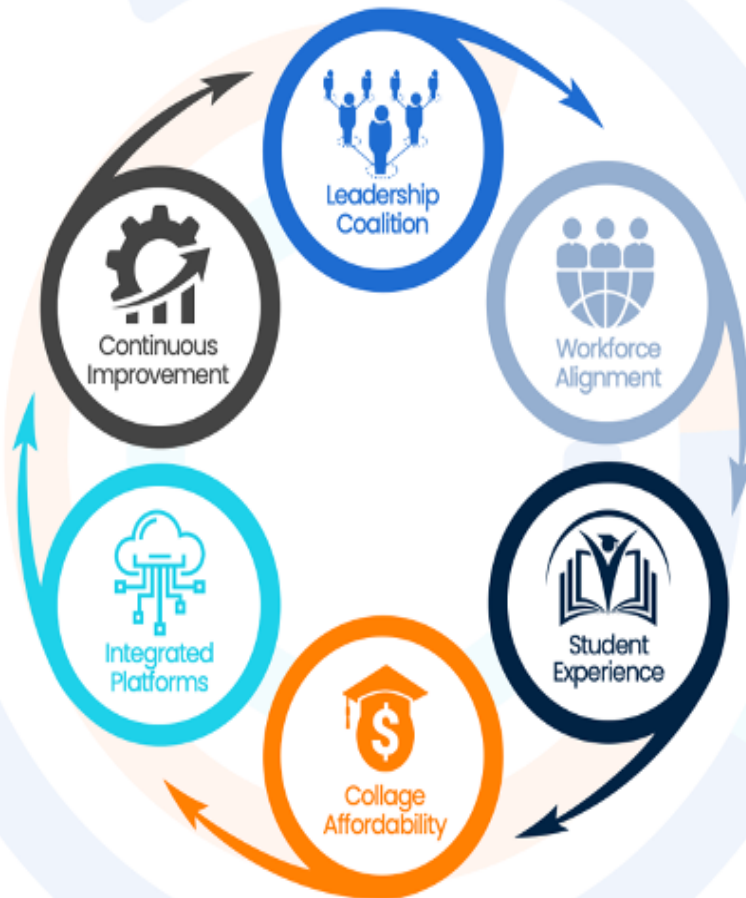 Leadership
Coalition
Workforce
Alignment
Student
Experience
Collage
Affordability
Integrated
Platforms
Continuous
Improvement
$